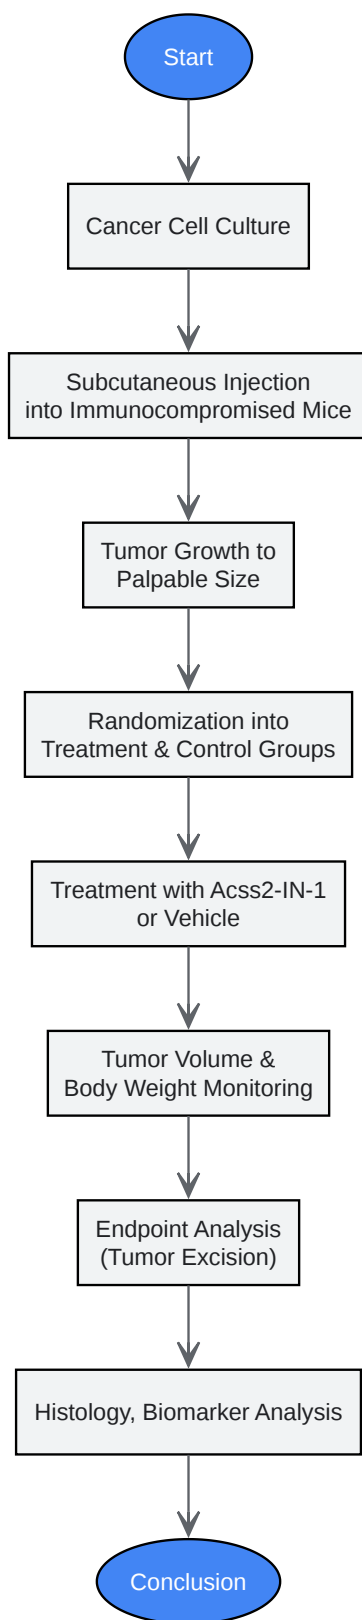 Start
Cancer Cell Culture
Subcutaneous Injection
into Immunocompromised Mice
Tumor Growth to
Palpable Size
Randomization into
Treatment & Control Groups
Treatment with Acss2-IN-1
or Vehicle
Tumor Volume &
Body Weight Monitoring
Endpoint Analysis
(Tumor Excision)
Histology, Biomarker Analysis
Conclusion